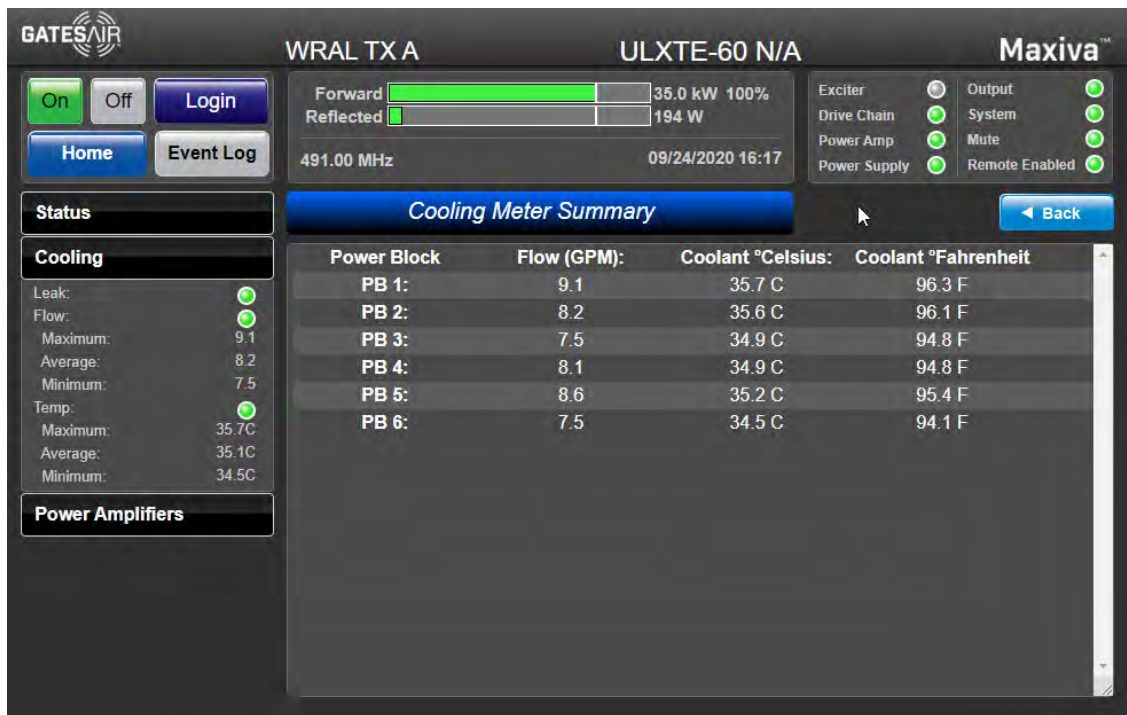 GATESAIR
WRAL TX A
ULXTE-60 N/A
Maxiva™
On Off Login
Home Event Log
Forward 35.0 kW 100%
Reflected 194 W
491.00 MHz 09/24/2020 16:17
Exciter Output
Drive Chain System
Power Amp Mute
Power Supply Remote Enabled
Status
Cooling Meter Summary
◄ Back
Cooling
Leak:
Flow:
Maximum: 9.1
Average: 8.2
Minimum: 7.5
Temp:
Maximum: 35.7C
Average: 35.1C
Minimum: 34.5C
Power Amplifiers
Power Block Flow (GPM): Coolant ºCelsius: Coolant ºFahrenheit
PB 1: 9.1 35.7 C 96.3 F
PB 2: 8.2 35.6 C 96.1 F
PB 3: 7.5 34.9 C 94.8 F
PB 4: 8.1 34.9 C 94.8 F
PB 5: 8.6 35.2 C 95.4 F
PB 6: 7.5 34.5 C 94.1 F